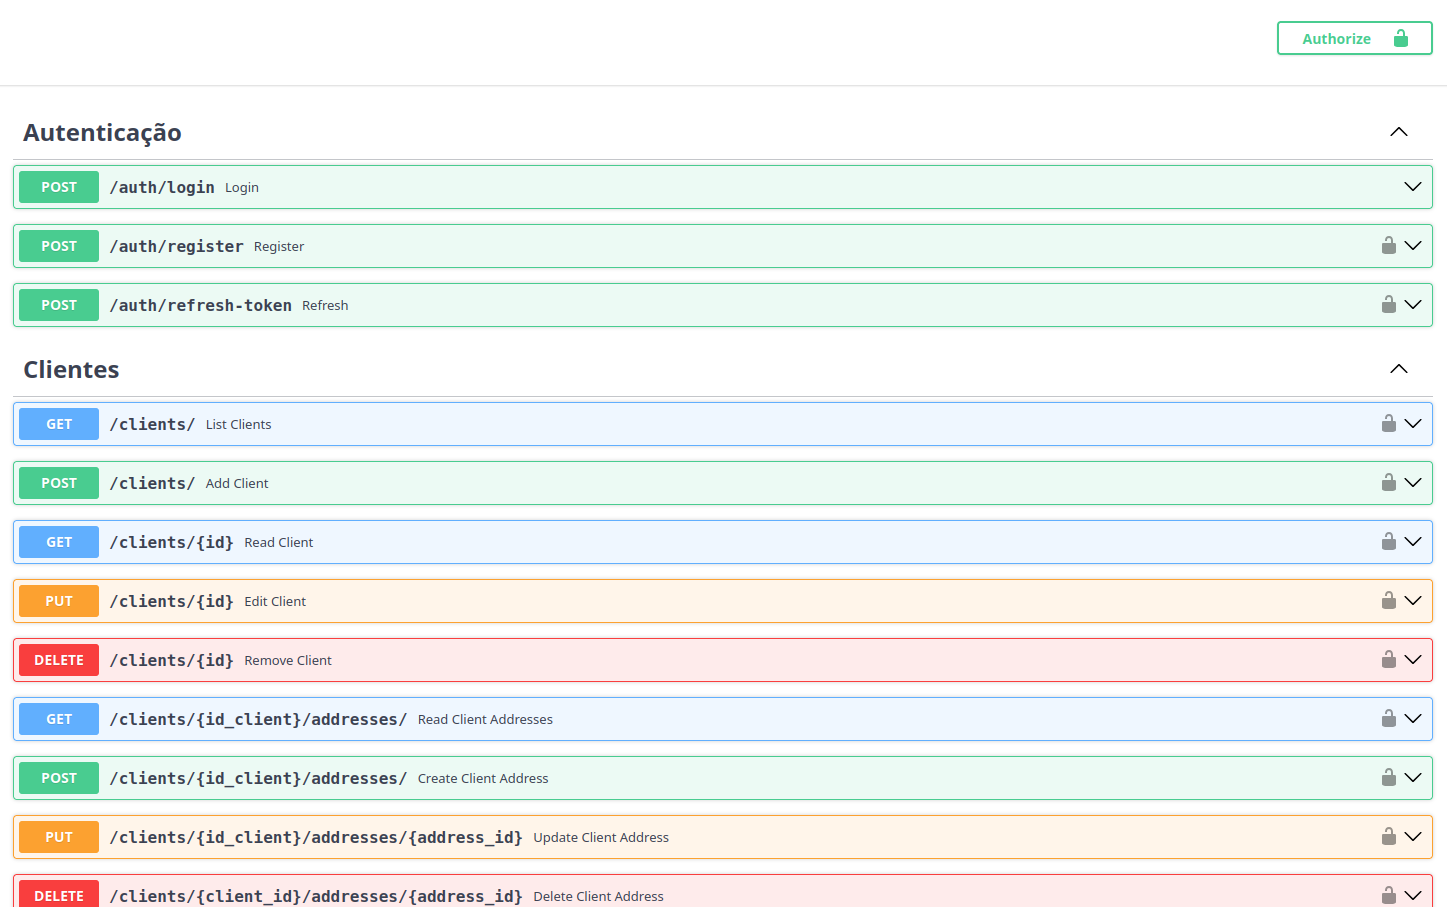 Authorize
Autenticação
POST /auth/login Login
POST /auth/register Register
POST /auth/refresh-token Refresh
Clientes
GET /clients/ List Clients
POST /clients/ Add Client
GET /clients/{id} Read Client
PUT /clients/{id} Edit Client
DELETE /clients/{id} Remove Client
GET /clients/{id_client}/addresses/ Read Client Addresses
POST /clients/{id_client}/addresses/ Create Client Address
PUT /clients/{id_client}/addresses/{address_id} Update Client Address
DELETE /clients/{client_id}/addresses/{address_id} Delete Client Address